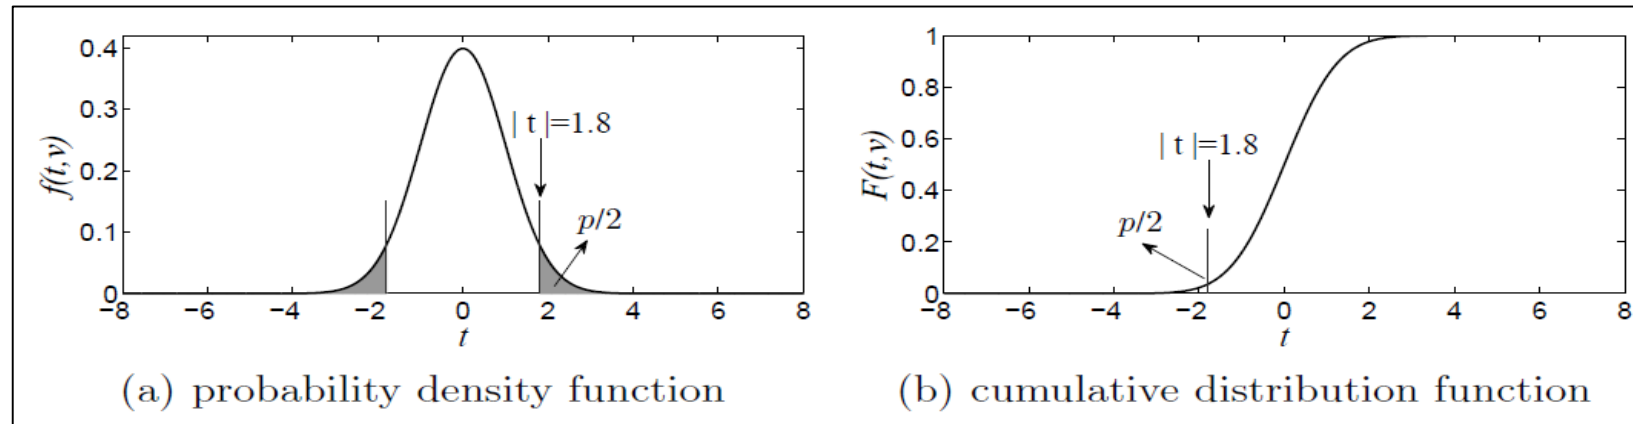 0.4
0.3
0.2
0.1
0
−8 −6 −4 −2 0 2 4 6 8
f(t,v)
t
| t |=1.8
p/2
(a) probability density function
1
0.8
0.6
0.4
0.2
0
−8 −6 −4 −2 0 2 4 6 8
F(t,v)
t
| t |=1.8
p/2
(b) cumulative distribution function